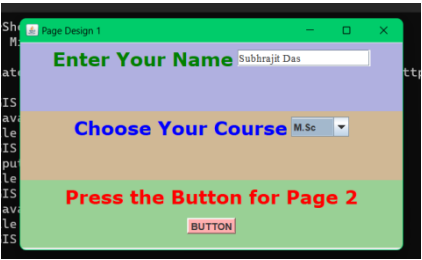 Page Design 1
Enter Your Name Subhrajit Das
Choose Your Course M.Sc
Press the Button for Page 2
BUTTON